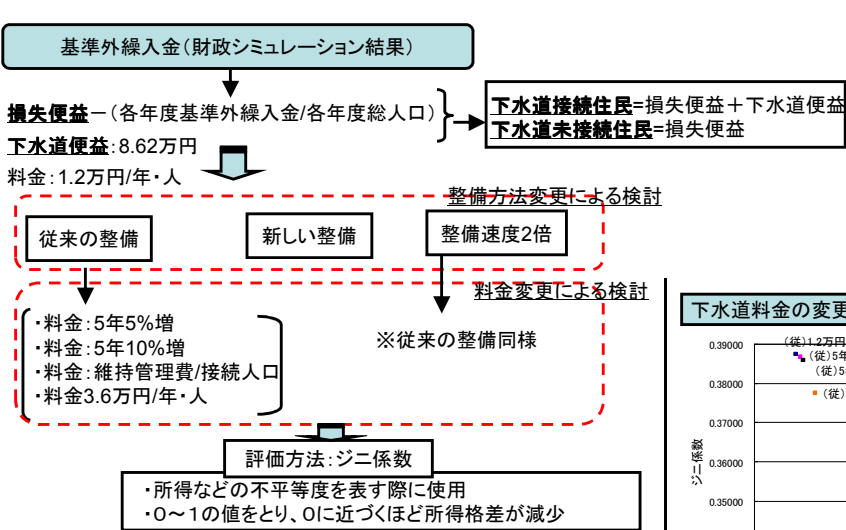 基準外繰入金(財政シミュレーション結果)
損失便益－(各年度基準外繰入金/各年度総人口)
下水道便益:8.62万円
料金:1.2万円/年・人
下水道接続住民=損失便益＋下水道便益
下水道未接続住民=損失便益
整備方法変更による検討
従来の整備
新しい整備
整備速度2倍
料金変更による検討
・料金:5年5%増
・料金:5年10%増
・料金:維持管理費/接続人口
・料金3.6万円/年・人
※従来の整備同様
評価方法:ジニ係数
・所得などの不平等度を表す際に使用
・0～1の値をとり、0に近づくほど所得格差が減少
下水道料金の変更
ジニ係数
0.39000
0.38000
0.37000
0.36000
0.35000
(従)1.2万円
(従)5年
(従)5
(従)